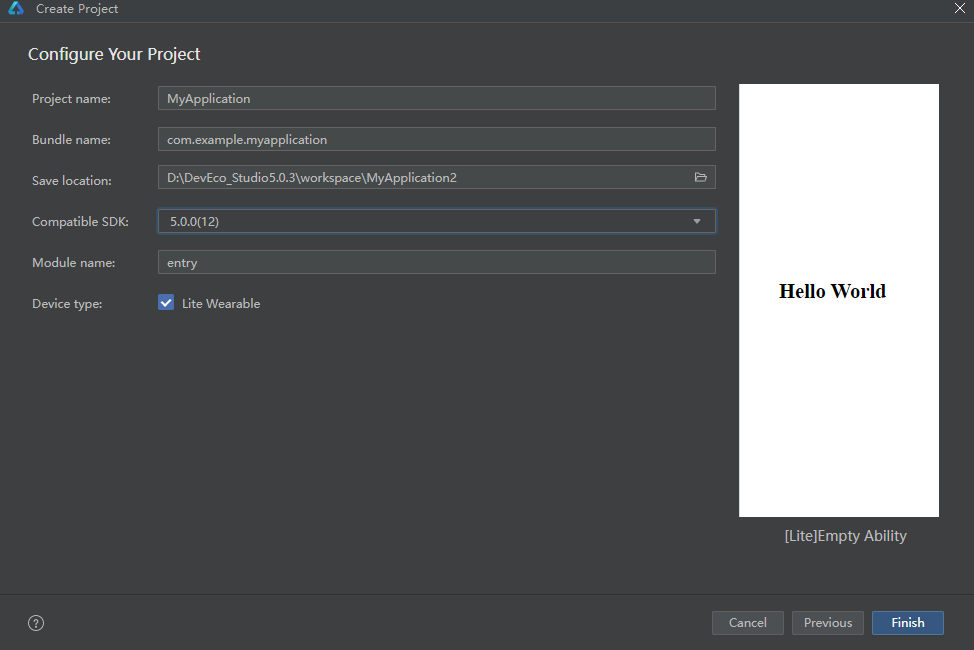 Create Project
Configure Your Project
Project name: MyApplication
Bundle name: com.example.myapplication
Save location: D:\DevEco_Studio5.0.3\workspace\MyApplication2
Compatible SDK: 5.0.0(12)
Module name: entry
Device type: Lite Wearable
Hello World
[Lite]Empty Ability
? Cancel Previous Finish